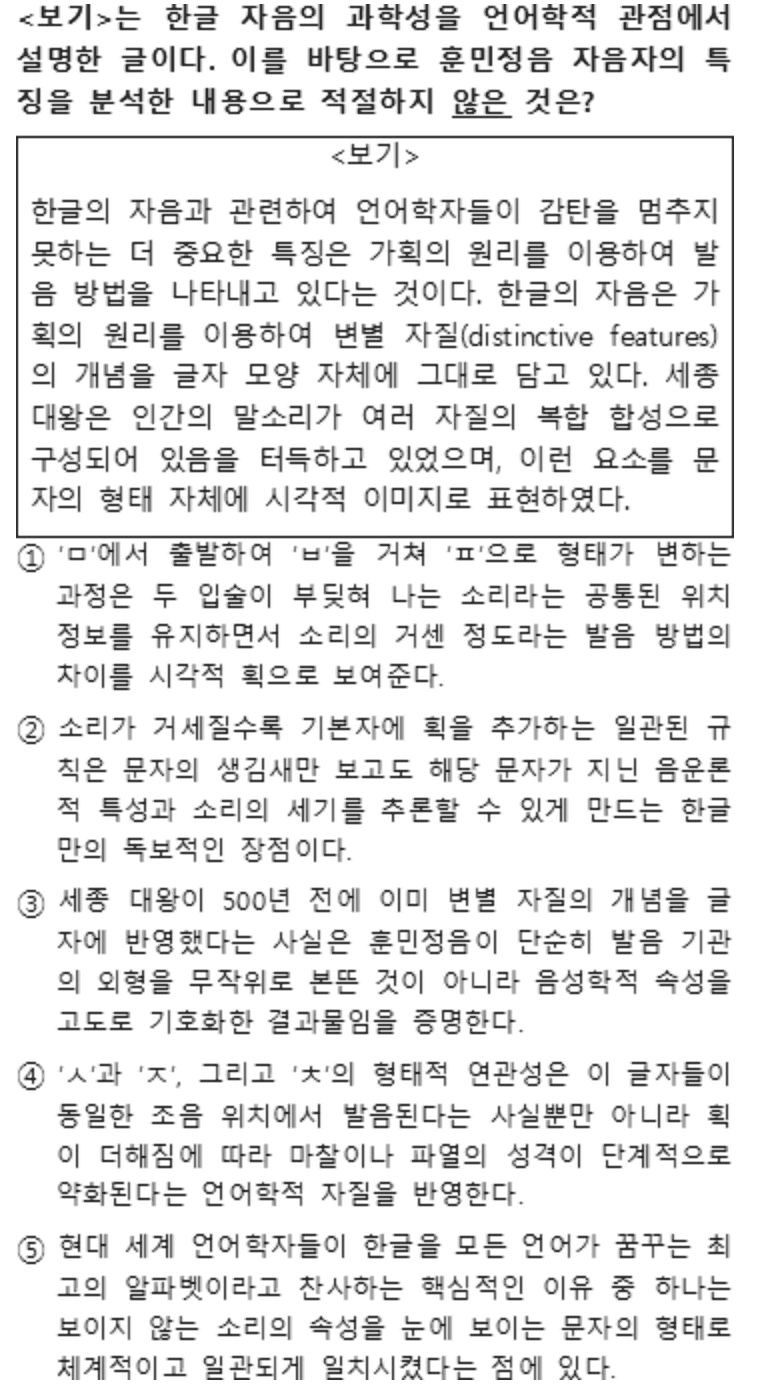 <보기>는 한글 자음의 과학성을 언어학적 관점에서
설명한 글이다. 이를 바탕으로 훈민정음 자음자의 특
징을 분석한 내용으로 적절하지 않은 것은?
<보기>
한글의 자음과 관련하여 언어학자들이 감탄을 멈추지
못하는 더 중요한 특징은 가획의 원리를 이용하여 발
음 방법을 나타내고 있다는 것이다. 한글의 자음은 가
획의 원리를 이용하여 변별 자질(distinctive features)
의 개념을 글자 모양 자체에 그대로 담고 있다. 세종
대왕은 인간의 말소리가 여러 자질의 복합 합성으로
구성되어 있음을 터득하고 있었으며, 이런 요소를 문
자의 형태 자체에 시각적 이미지로 표현하였다.
① 'ㅁ'에서 출발하여 'ㅂ'을 거쳐 'ㅍ'으로 형태가 변하는
과정은 두 입술이 부딪혀 나는 소리라는 공통된 위치
정보를 유지하면서 소리의 거센 정도라는 발음 방법의
차이를 시각적 획으로 보여준다.
② 소리가 거세질수록 기본자에 획을 추가하는 일관된 규
칙은 문자의 생김새만 보고도 해당 문자가 지닌 음운론
적 특성과 소리의 세기를 추론할 수 있게 만드는 한글
만의 독보적인 장점이다.
③ 세종 대왕이 500년 전에 이미 변별 자질의 개념을 글
자에 반영했다는 사실은 훈민정음이 단순히 발음 기관
의 외형을 무작위로 본뜬 것이 아니라 음성학적 속성을
고도로 기호화한 결과물임을 증명한다.
④ 'ㅅ'과 'ㅈ', 그리고 'ㅊ'의 형태적 연관성은 이 글자들이
동일한 조음 위치에서 발음된다는 사실뿐만 아니라 획
이 더해짐에 따라 마찰이나 파열의 성격이 단계적으로
약화된다는 언어학적 자질을 반영한다.
⑤ 현대 세계 언어학자들이 한글을 모든 언어가 꿈꾸는 최
고의 알파벳이라고 찬사하는 핵심적인 이유 중 하나는
보이지 않는 소리의 속성을 눈에 보이는 문자의 형태로
체계적이고 일관되게 일치시켰다는 점에 있다.